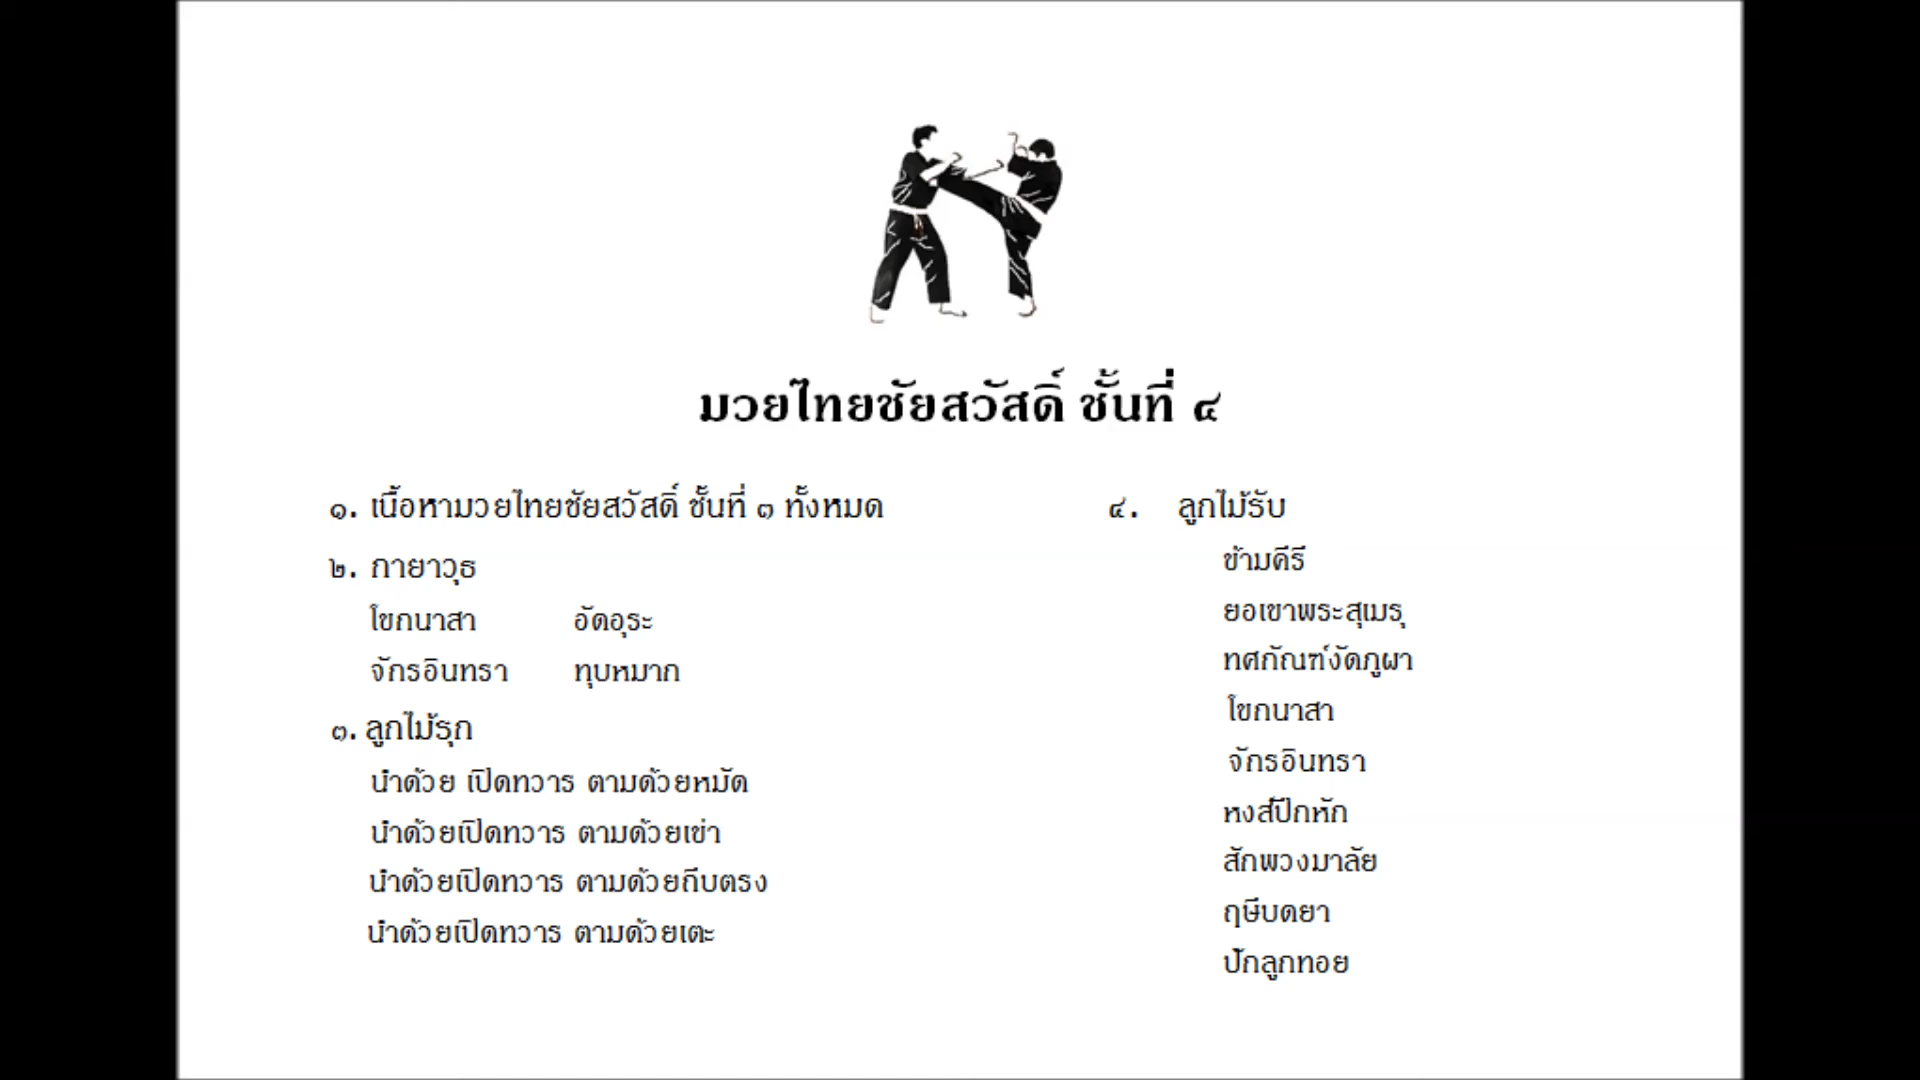 มวยไทยชัยสวัสดิ์ ชั้นที่ ๔
๑. เนื้อหามวยไทยชัยสวัสดิ์ ชั้นที่ ๓ ทั้งหมด
๒. กายาวุธ
โขกนาสา อัดอุระ
จักรอินทรา ทุบหมาก
๓. ลูกไม้รุก
นำด้วย เปิดทวาร ตามด้วยหมัด
นำด้วยเปิดทวาร ตามด้วยเข่า
นำด้วยเปิดทวาร ตามด้วยถีบตรง
นำด้วยเปิดทวาร ตามด้วยเตะ
๔. ลูกไม้รับ
ข้ามคีรี
ยอเขาพระสุเมรุ
ทศกัณฑ์งัดภูผา
โขกนาสา
จักรอินทรา
หงส์ปีกหัก
สักพวงมาลัย
ฤษีบดยา
ปักลูกทอย